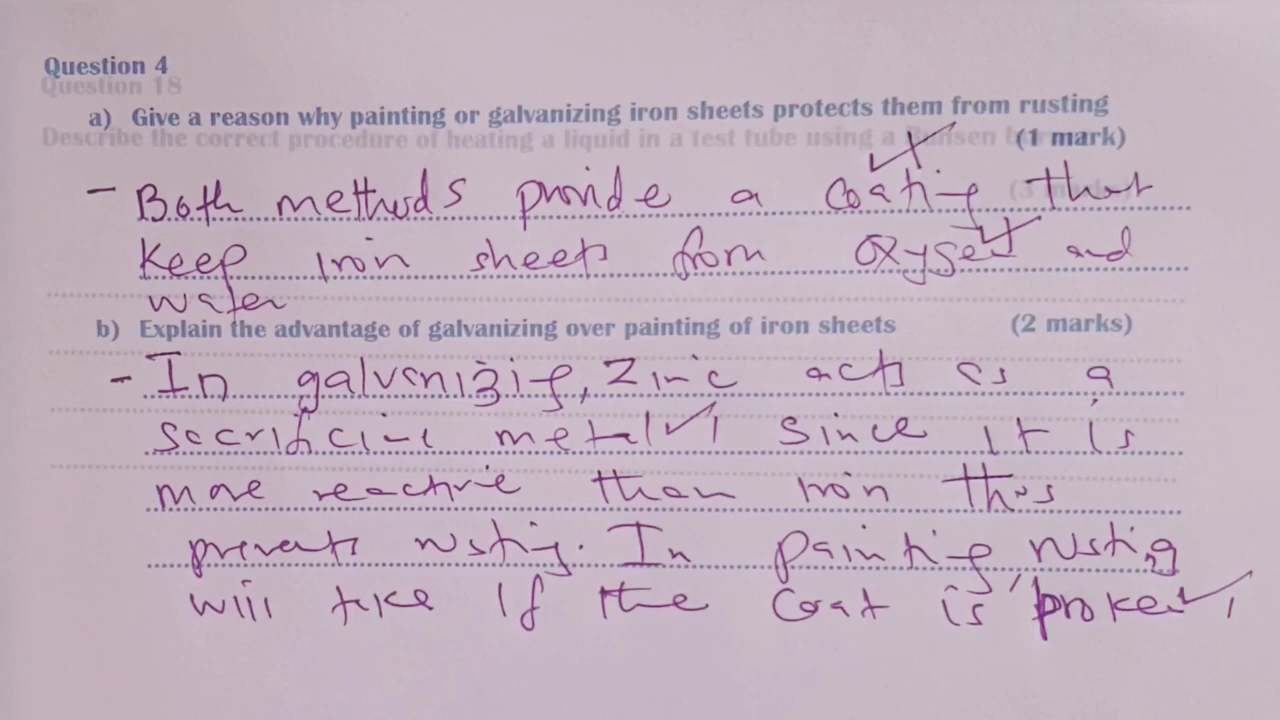 Question 4
Question 18
a) Give a reason why painting or galvanizing iron sheets protects them from rusting
Describe the correct procedure of heating a liquid in a test tube using a Bunsen
(1 mark)
- Both methods provide a coating that
keep iron sheets from oxygen and
water
b) Explain the advantage of galvanizing over painting of iron sheets (2 marks)
- In galvanizing, zinc acts as a
sacrificial metal since it is
more reactive than iron this
prevents rusting. In painting, rusting
will take if the coat is broken